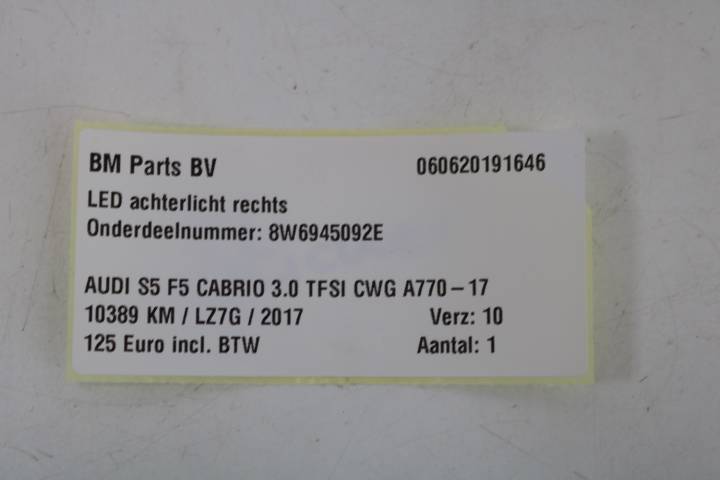 BM Parts BV 060620191646
LED achterlicht rechts
Onderdeelnummer: 8W6945092E
AUDI S5 F5 CABRIO 3.0 TFSI CWG A770-17
10389 KM / LZ7G / 2017 Verz: 10
125 Euro incl. BTW Aantal: 1